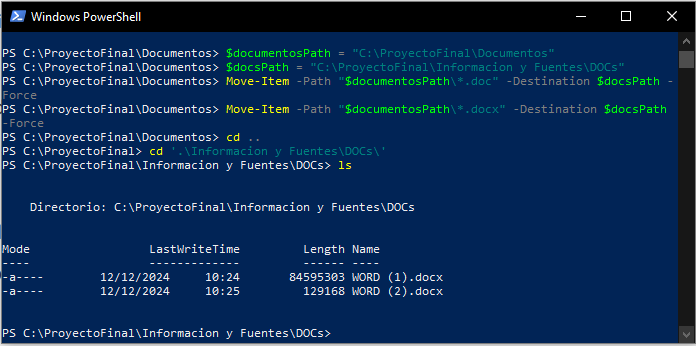 Windows PowerShell
PS C:\ProyectoFinal\Documentos> $documentosPath = "C:\ProyectoFinal\Documentos"
PS C:\ProyectoFinal\Documentos> $docsPath = "C:\ProyectoFinal\Informacion y Fuentes\DOCs"
PS C:\ProyectoFinal\Documentos> Move-Item -Path "$documentosPath\*.doc" -Destination $docsPath -
Force
PS C:\ProyectoFinal\Documentos> Move-Item -Path "$documentosPath\*.docx" -Destination $docsPath
-Force
PS C:\ProyectoFinal\Documentos> cd ..
PS C:\ProyectoFinal> cd '.\Informacion y Fuentes\DOCs\'
PS C:\ProyectoFinal\Informacion y Fuentes\DOCs> ls
Directorio: C:\ProyectoFinal\Informacion y Fuentes\DOCs
Mode LastWriteTime Length Name
---- ------------- ------ ----
-a---- 12/12/2024 10:24 84595303 WORD (1).docx
-a---- 12/12/2024 10:25 129168 WORD (2).docx
PS C:\ProyectoFinal\Informacion y Fuentes\DOCs>